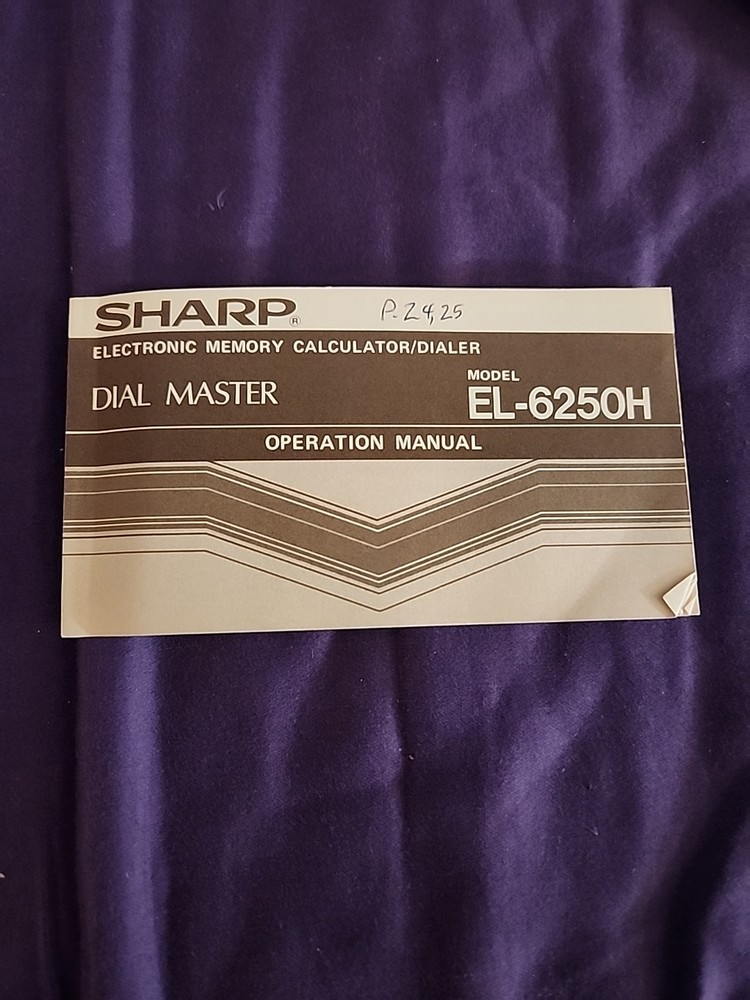 SHARP® P. 24, 25
ELECTRONIC MEMORY CALCULATOR/DIALER
DIAL MASTER
MODEL
EL-6250H
OPERATION MANUAL